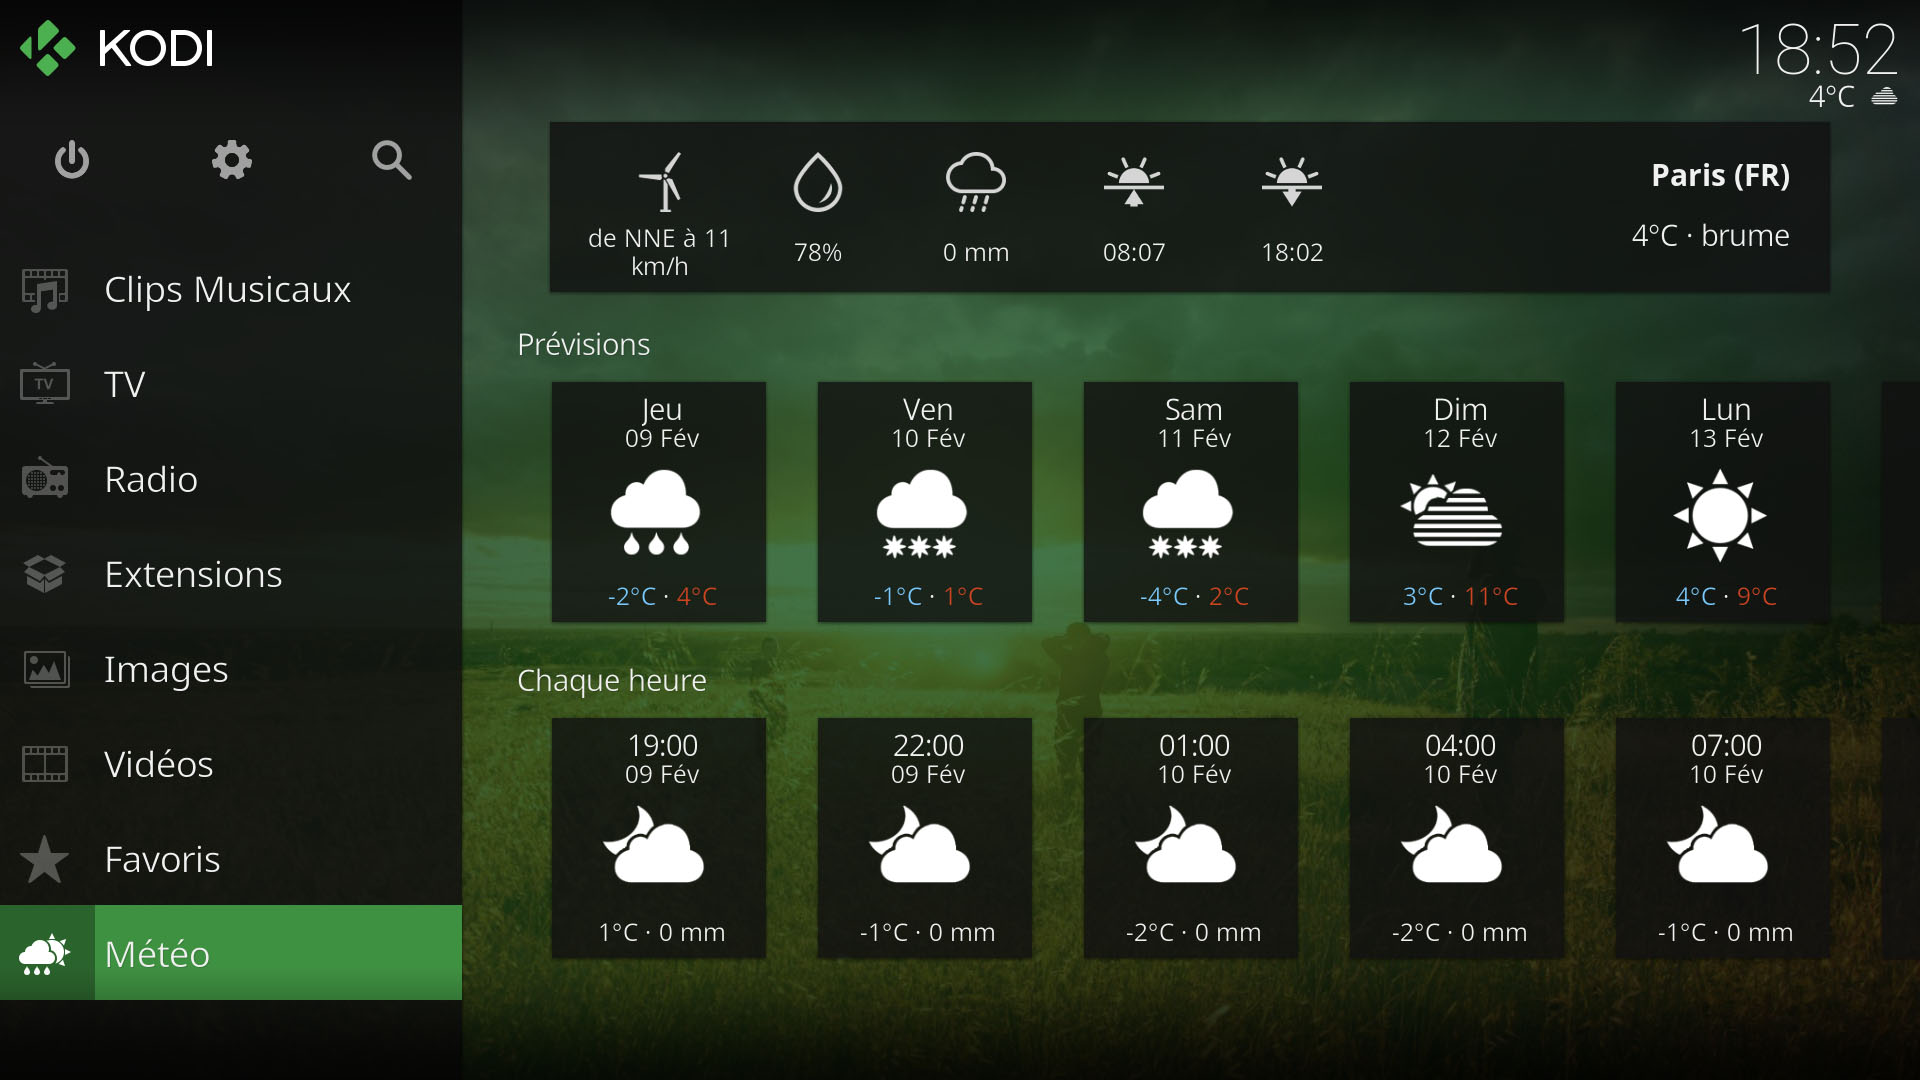 KODI
18:52
4°C
de NNE à 11
km/h
78%
0 mm
08:07
18:02
Paris (FR)
4°C · brume
Clips Musicaux
TV
TV
Radio
Extensions
Images
Vidéos
Favoris
Météo
Prévisions
Jeu
09 Fév
-2°C · 4°C
Ven
10 Fév
-1°C · 1°C
Sam
11 Fév
-4°C · 2°C
Dim
12 Fév
3°C · 11°C
Lun
13 Fév
4°C · 9°C
Chaque heure
19:00
09 Fév
1°C · 0 mm
22:00
09 Fév
-1°C · 0 mm
01:00
10 Fév
-2°C · 0 mm
04:00
10 Fév
-2°C · 0 mm
07:00
10 Fév
-1°C · 0 mm